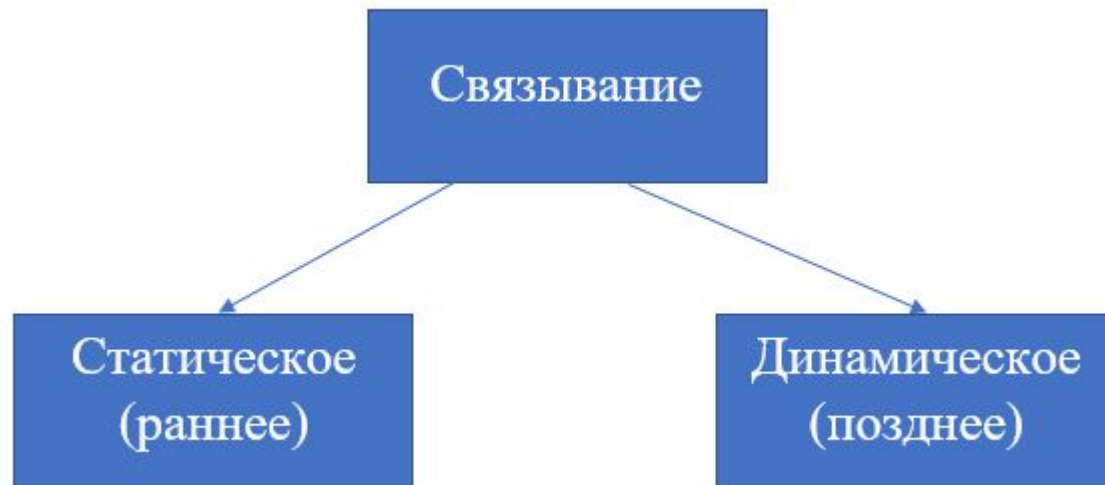 Связывание
Статическое
(раннее)
Динамическое
(позднее)